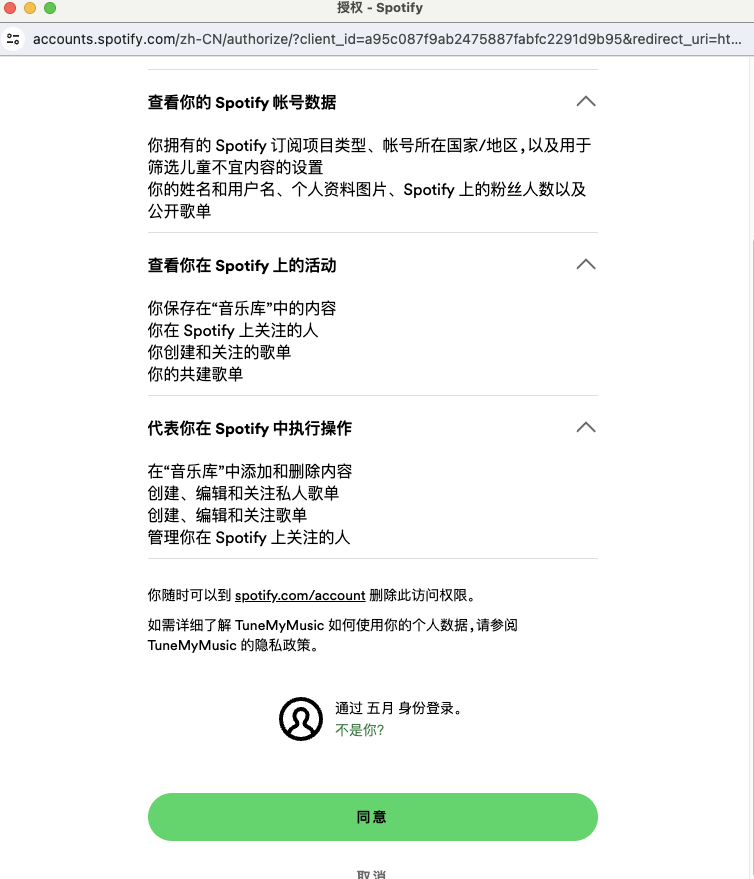 授权 - Spotify
accounts.spotify.com/zh-CN/authorize/?client_id=a95c087f9ab2475887fabfc2291d9b95&redirect_uri=ht...
查看你的 Spotify 帐号数据
你拥有的 Spotify 订阅项目类型、帐号所在国家/地区，以及用于
筛选儿童不宜内容的设置
你的姓名和用户名、个人资料图片、Spotify 上的粉丝人数以及
公开歌单
查看你在 Spotify 上的活动
你保存在“音乐库”中的内容
你在 Spotify 上关注的人
你创建和关注的歌单
你的共建歌单
代表你在 Spotify 中执行操作
在“音乐库”中添加和删除内容
创建、编辑和关注私人歌单
创建、编辑和关注歌单
管理你在 Spotify 上关注的人
你随时可以到 spotify.com/account 删除此访问权限。
如需详细了解 TuneMyMusic 如何使用你的个人数据，请参阅
TuneMyMusic 的隐私政策。
通过 五月 身份登录。
不是你?
同意
取消